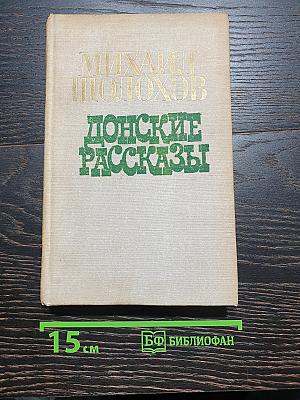 МИХАИЛ
ШОЛОХОВ
ДОНСКИЕ
РАССКАЗЫ
15 см
БФ БИБЛИОФАН